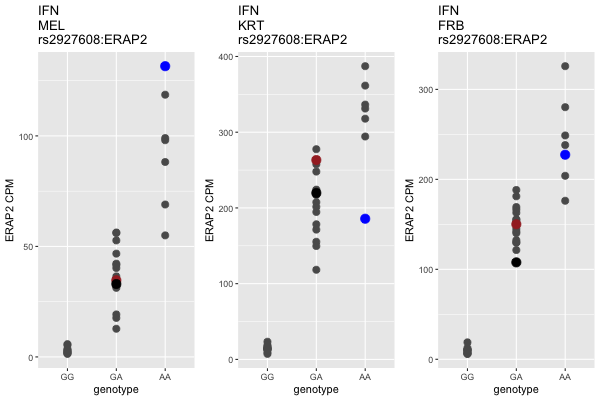 IFN
MEL
rs2927608:ERAP2
ERAP2 CPM
100
50
0
GG GA AA
genotype
IFN
KRT
rs2927608:ERAP2
ERAP2 CPM
400
300
200
100
0
GG GA AA
genotype
IFN
FRB
rs2927608:ERAP2
ERAP2 CPM
300
200
100
0
GG GA AA
genotype